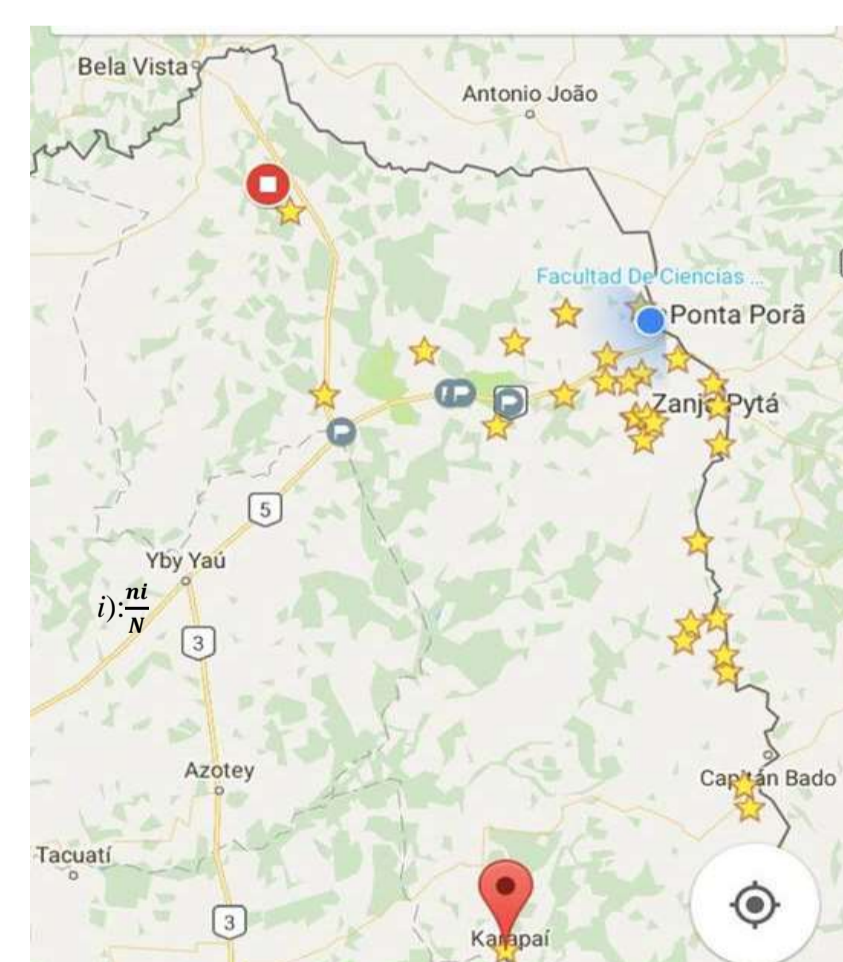 Bela Vista
Antonio João
Facultad De Ciencias ...
Ponta Porã
Zanja Pytá
5
Yby Yaú
i):ni/N
3
Azotey
Capitán Bado
Tacuatí
3
Karapaí